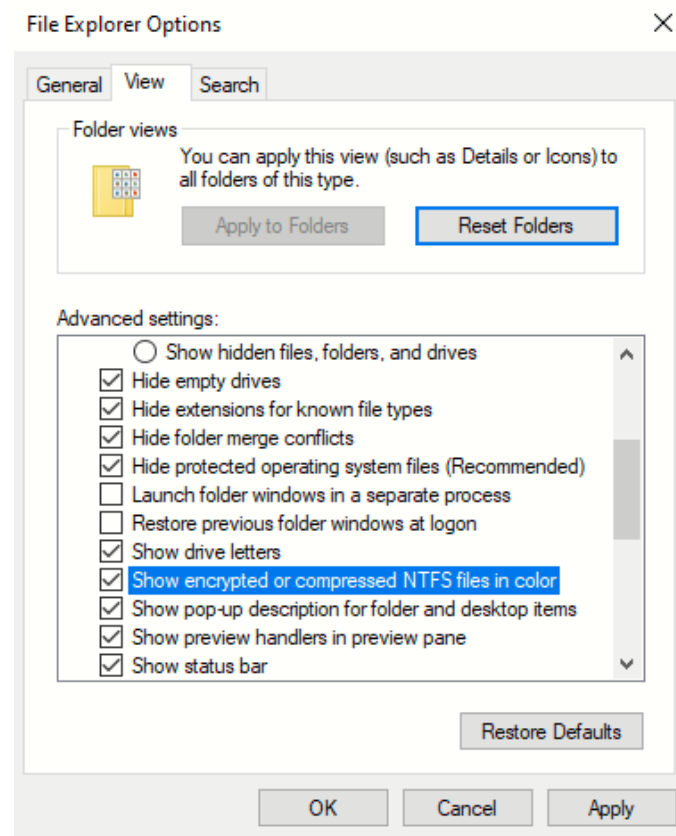 File Explorer Options
General View Search
Folder views
You can apply this view (such as Details or Icons) to
all folders of this type.
Apply to Folders Reset Folders
Advanced settings:
Show hidden files, folders, and drives
Hide empty drives
Hide extensions for known file types
Hide folder merge conflicts
Hide protected operating system files (Recommended)
Launch folder windows in a separate process
Restore previous folder windows at logon
Show drive letters
Show encrypted or compressed NTFS files in color
Show pop-up description for folder and desktop items
Show preview handlers in preview pane
Show status bar
Restore Defaults
OK Cancel Apply